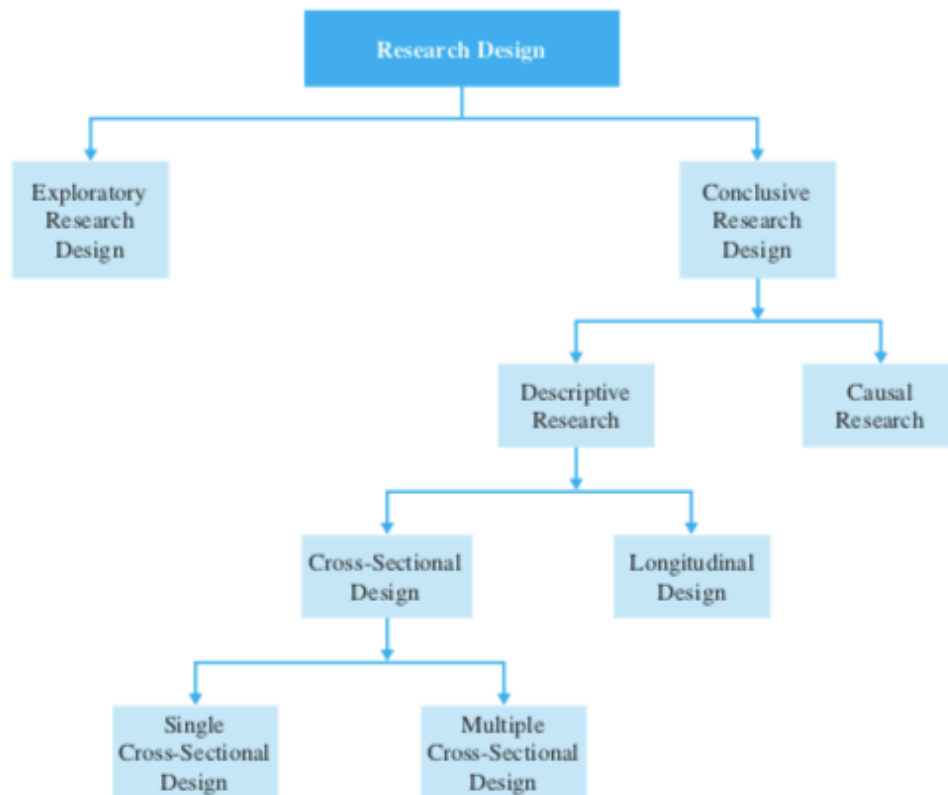 Research Design
Exploratory
Research
Design
Conclusive
Research
Design
Descriptive
Research
Causal
Research
Cross-Sectional
Design
Longitudinal
Design
Single
Cross-Sectional
Design
Multiple
Cross-Sectional
Design